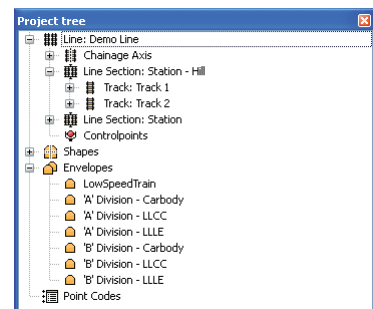 Project tree
Line: Demo Line
Chainage Axis
Line Section: Station - Hill
Track: Track 1
Track: Track 2
Line Section: Station
Controlpoints
Shapes
Envelopes
LowSpeedTrain
'A' Division - Carbody
'A' Division - LLCC
'A' Division - LLLE
'B' Division - Carbody
'B' Division - LLCC
'B' Division - LLLE
Point Codes